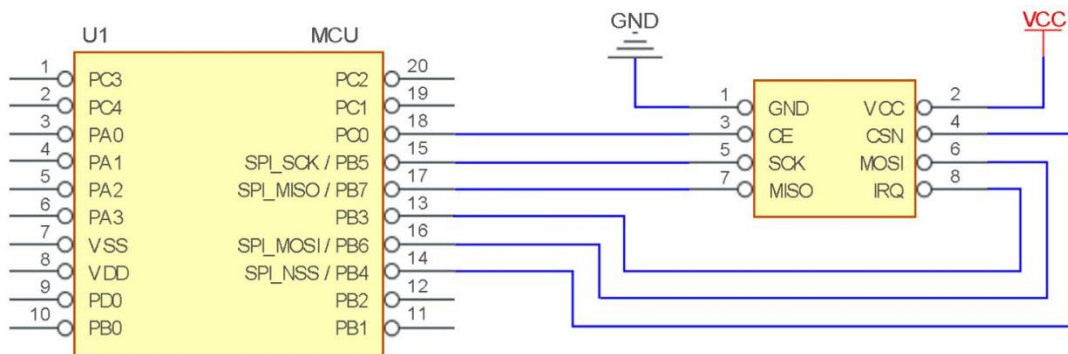 GND
VCC
U1 MCU
1 PC3 PC2 20
2 PC4 PC1 19
3 PA0 PC0 18
4 PA1 SPI_SCK / PB5 15
5 PA2 SPI_MISO / PB7 17
6 PA3 PB3 13
7 VSS SPI_MOSI / PB6 16
8 VDD SPI_NSS / PB4 14
9 PD0 PB2 12
10 PB0 PB1 11
1 GND VCC 2
3 CE CSN 4
5 SCK MOSI 6
7 MISO IRQ 8